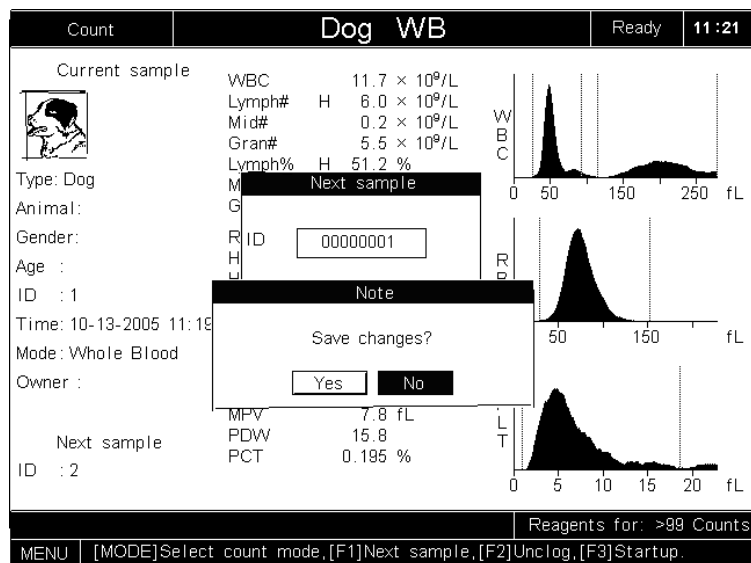 Count Dog WB Ready 11:21
Current sample
Type: Dog
Animal:
Gender:
Age :
ID : 1
Time: 10-13-2005 11:19
Mode: Whole Blood
Owner :
Next sample
ID : 2
WBC 11.7 × 10⁹/L
Lymph# H 6.0 × 10⁹/L
Mid# 0.2 × 10⁹/L
Gran# 5.5 × 10⁹/L
Lymph% H 51.2 %
M
G
R
H
Next sample
ID 00000001
Note
Save changes?
Yes No
MPV 7.8 fL
PDW 15.8
PCT 0.195 %
WBC
0 50 150 250 fL
R
50 150 fL
LT
0 5 10 15 20 fL
Reagents for: >99 Counts
MENU [MODE]Select count mode,[F1]Next sample,[F2]Unclog,[F3]Startup.